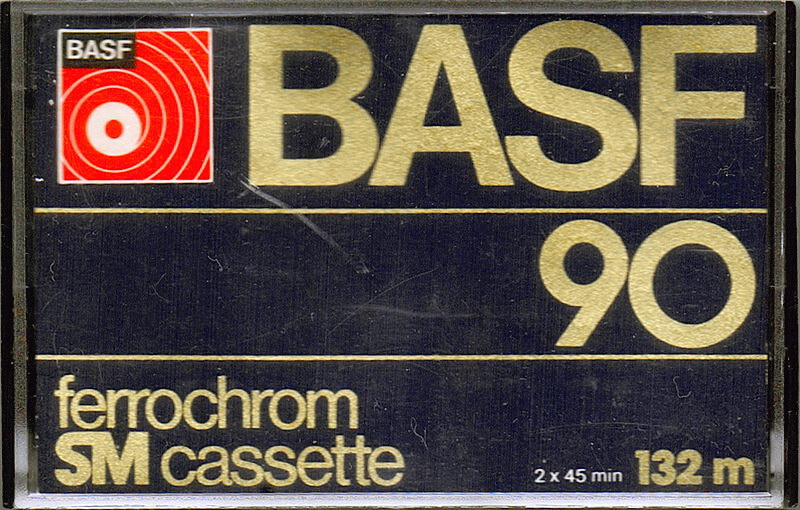 BASF
BASF
90
ferrochrom
SM cassette
2 x 45 min 132 m